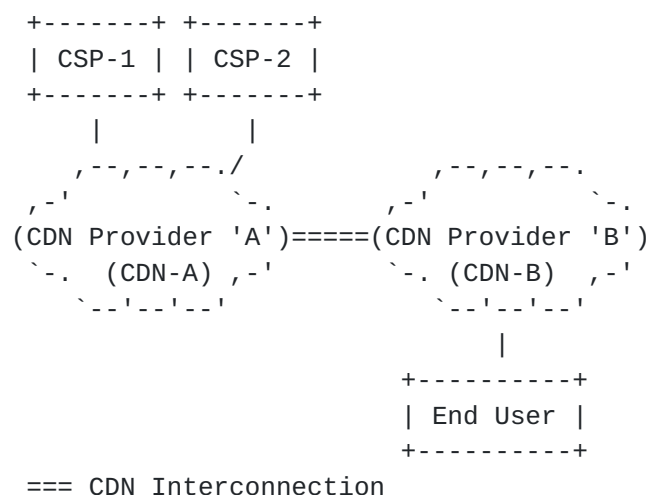 CSP-1 CSP-2
(CDN Provider 'A')=====(CDN Provider 'B')
(CDN-A) (CDN-B)
End User
=== CDN Interconnection